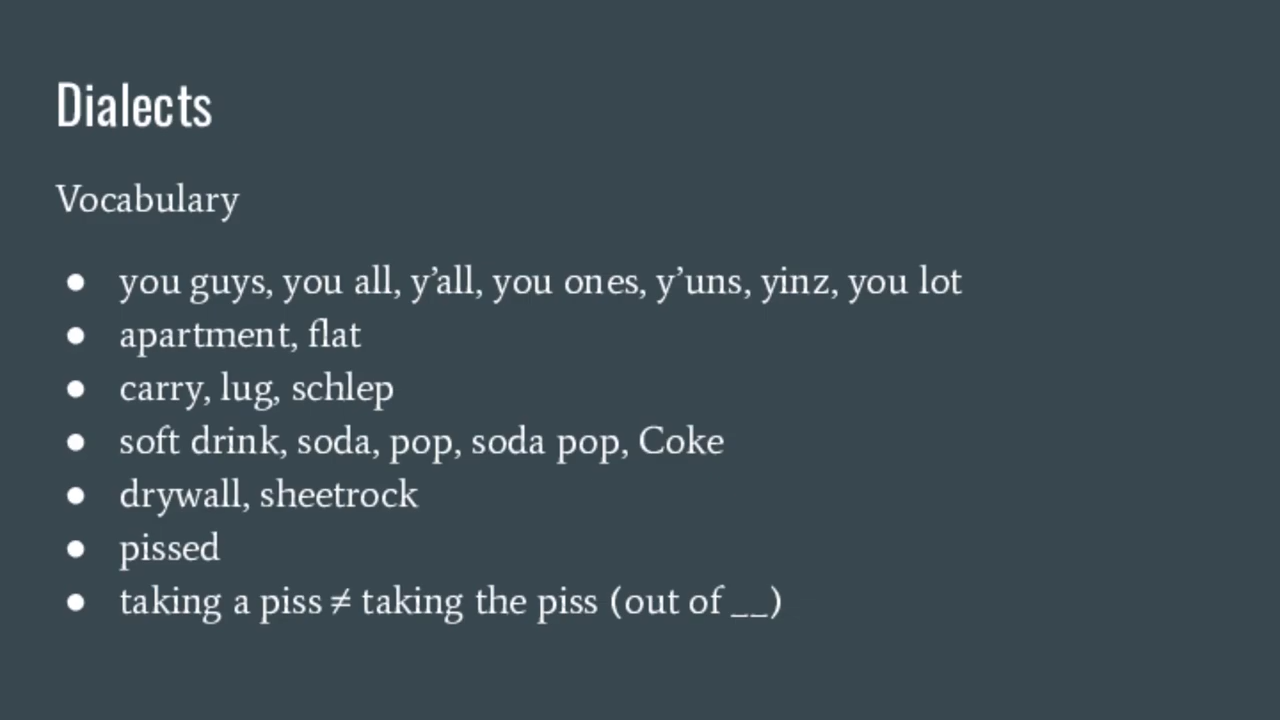 Dialects
Vocabulary
● you guys, you all, y’all, you ones, y’uns, yinz, you lot
● apartment, flat
● carry, lug, schlep
● soft drink, soda, pop, soda pop, Coke
● drywall, sheetrock
● pissed
● taking a piss ≠ taking the piss (out of __)